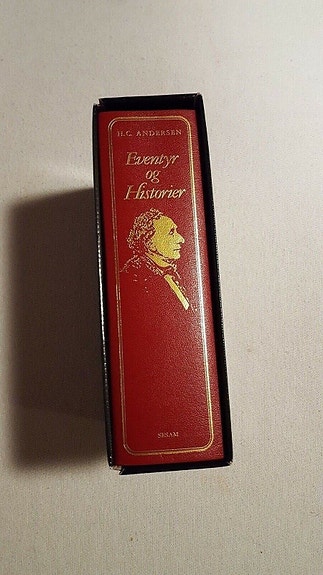 H.C. ANDERSEN
Eventyr
og
Historier
SESAM